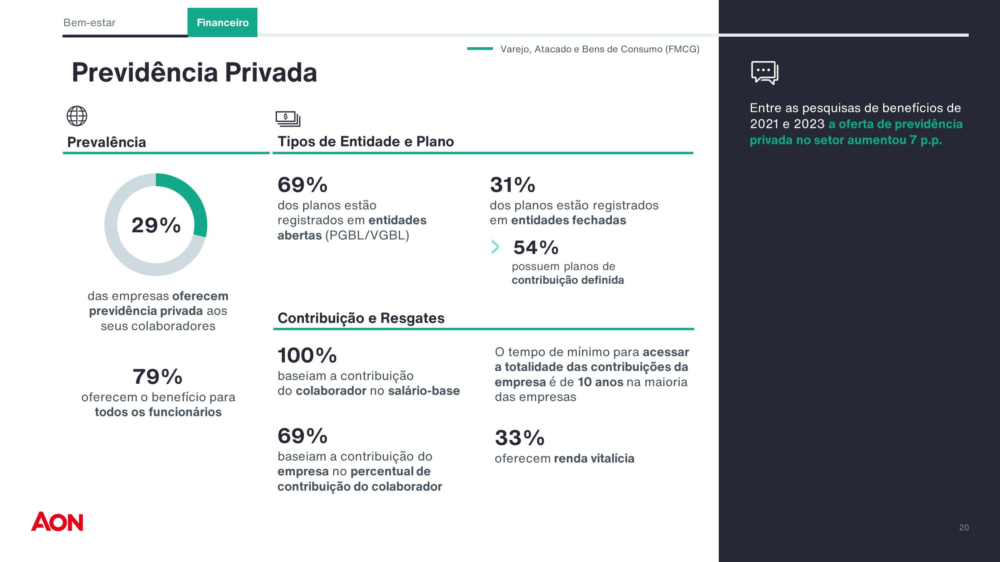 Bem-estar
Financeiro
Varejo, Atacado e Bens de Consumo (FMCG)
Previdência Privada
Prevalência
29%
das empresas oferecem
previdência privada aos
seus colaboradores
79%
oferecem o benefício para
todos os funcionários
$
Tipos de Entidade e Plano
69%
dos planos estão
registrados em entidades
abertas (PGBL/VGBL)
31%
dos planos estão registrados
em entidades fechadas
54%
possuem planos de
contribuição definida
Contribuição e Resgates
100%
baseiam a contribuição
do colaborador no salário-base
69%
baseiam a contribuição do
empresa no percentual de
contribuição do colaborador
O tempo de mínimo para acessar
a totalidade das contribuições da
empresa é de 10 anos na maioria
das empresas
33%
oferecem renda vitalícia
Entre as pesquisas de benefícios de
2021 e 2023 a oferta de previdência
privada no setor aumentou 7 p.p.
AON
20